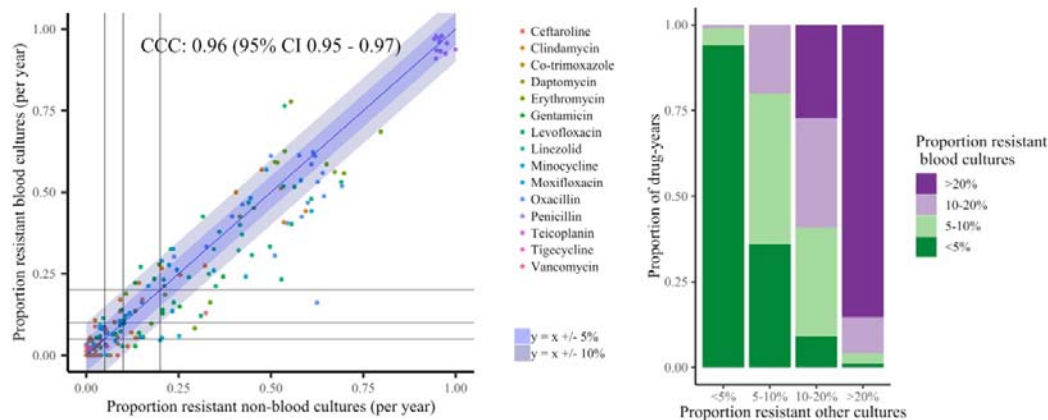 CCC: 0.96 (95% CI 0.95 - 0.97)
Proportion resistant blood cultures (per year)
1.00
0.75
0.50
0.25
0.00
0.00
0.25
0.50
0.75
1.00
Proportion resistant non-blood cultures (per year)
Ceftaroline
Clindamycin
Co-trimoxazole
Daptomycin
Erythromycin
Gentamicin
Levofloxacin
Linezolid
Minocycline
Moxifloxacin
Oxacillin
Penicillin
Teicoplanin
Tigecycline
Vancomycin
y = x +/- 5%
y = x +/- 10%
Proportion of drug-years
1.00
0.75
0.50
0.25
0.00
<5%
5-10%
10-20%
>20%
Proportion resistant other cultures
Proportion resistant
blood cultures
>20%
10-20%
5-10%
<5%